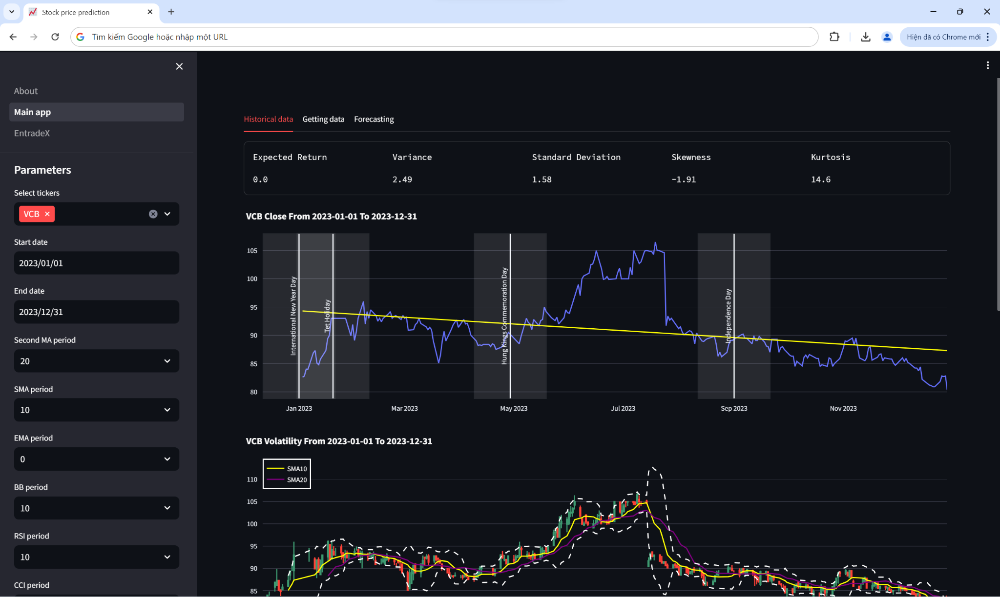 Stock price prediction
Tìm kiếm Google hoặc nhập một URL
Hiện đã có Chrome mới
About
Main app
EntradeX
Parameters
Select tickers
VCB
Start date
2023/01/01
End date
2023/12/31
Second MA period
20
SMA period
10
EMA period
0
BB period
10
RSI period
10
CCI period
Historical data Getting data Forecasting
Expected Return Variance Standard Deviation Skewness Kurtosis
0.0 2.49 1.58 -1.91 14.6
VCB Close From 2023-01-01 To 2023-12-31
105
100
95
90
85
80
International New Year Day
Tet Holiday
Hung Kings Commemoration Day
Independence Day
Jan 2023 Mar 2023 May 2023 Jul 2023 Sep 2023 Nov 2023
VCB Volatility From 2023-01-01 To 2023-12-31
SMA10
SMA20
110
105
100
95
90
85